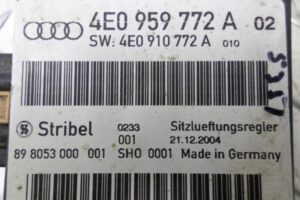 4E0 959 772 A 02
SW: 4E0 910 772 A 010
Stribel 0233 Sitzlueftungsregler
001 21.12.2004
89 8053 000 001 SHO 0001 Made in Germany